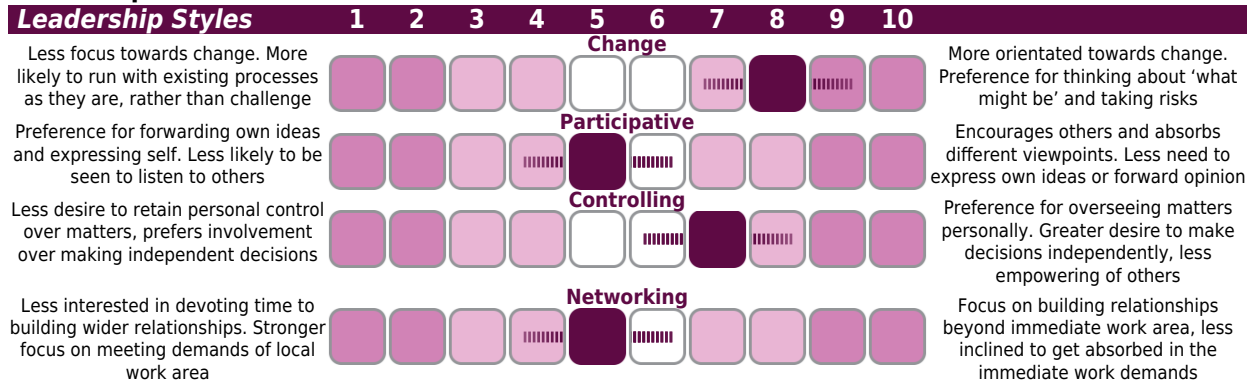 Leadership Styles 1 2 3 4 5 6 7 8 9 10
Change
Less focus towards change. More
likely to run with existing processes
as they are, rather than challenge
More orientated towards change.
Preference for thinking about ‘what
might be’ and taking risks
Participative
Preference for forwarding own ideas
and expressing self. Less likely to be
seen to listen to others
Encourages others and absorbs
different viewpoints. Less need to
express own ideas or forward opinion
Controlling
Less desire to retain personal control
over matters, prefers involvement
over making independent decisions
Preference for overseeing matters
personally. Greater desire to make
decisions independently, less
empowering of others
Networking
Less interested in devoting time to
building wider relationships. Stronger
focus on meeting demands of local
work area
Focus on building relationships
beyond immediate work area, less
inclined to get absorbed in the
immediate work demands